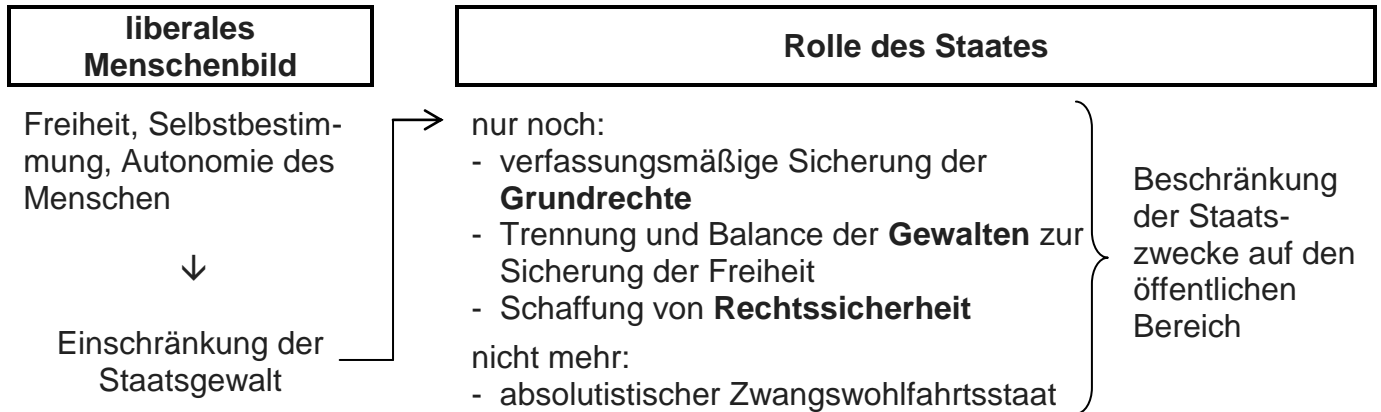 liberales
Menschenbild
Freiheit, Selbstbestim-
mung, Autonomie des
Menschen
Einschränkung der
Staatsgewalt
Rolle des Staates
nur noch:
- verfassungsmäßige Sicherung der
Grundrechte
- Trennung und Balance der Gewalten zur
Sicherung der Freiheit
- Schaffung von Rechtssicherheit
nicht mehr:
- absolutistischer Zwangswohlfahrtsstaat
Beschränkung
der Staats-
zwecke auf den
öffentlichen
Bereich